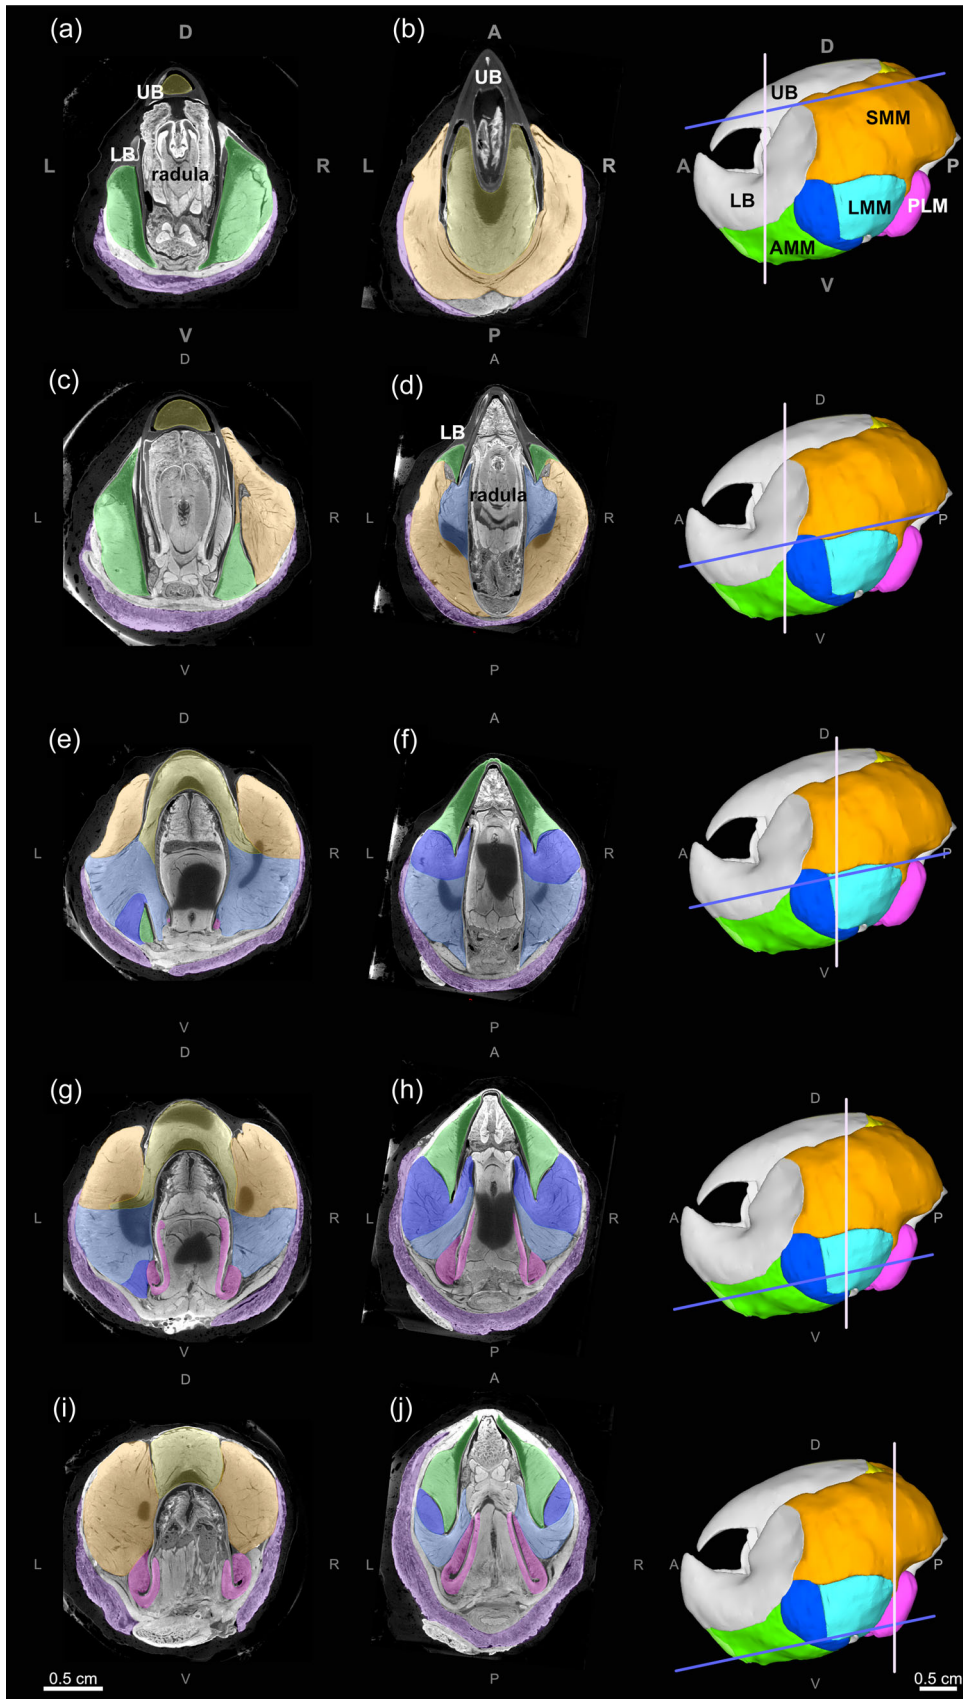 (a) D (b) A D
UB UB UB SMM
L LB radula R L R A LB LMM PLM P
AMM
V P V
(c) D (d) A D
LB
radula
L R L R A P
V P V
(e) D (f) A D
L R L R A P
V P V
(g) D (h) A D
L R L R A P
V P V
(i) D (j) A D
L R L R A P
V P V
0.5 cm 0.5 cm